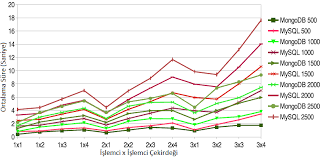 20
18
16
14
12
10
8
6
4
2
0
Ortalama Süre (Saniye)
1x1 1x2 1x3 1x4 2x1 2x2 2x3 2x4 3x1 3x2 3x3 3x4
İşlemci x İşlemci Çekirdeği
MongoDB 500
MySQL 500
MongoDB 1000
MySQL 1000
MongoDB 1500
MySQL 1500
MongoDB 2000
MySQL 2000
MongoDB 2500
MySQL 2500